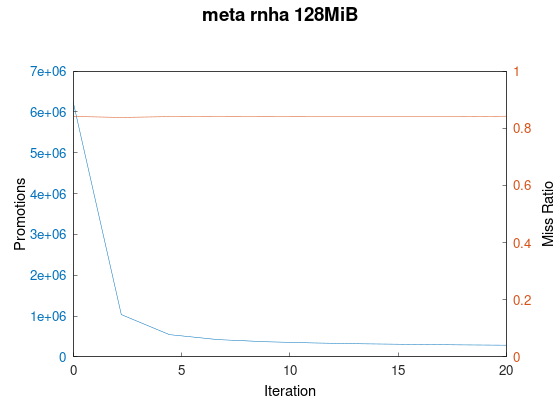 meta rnha 128MiB
7e+06
6e+06
5e+06
4e+06
3e+06
2e+06
1e+06
0
Promotions
1
0.8
0.6
0.4
0.2
0
Miss Ratio
0 5 10 15 20
Iteration